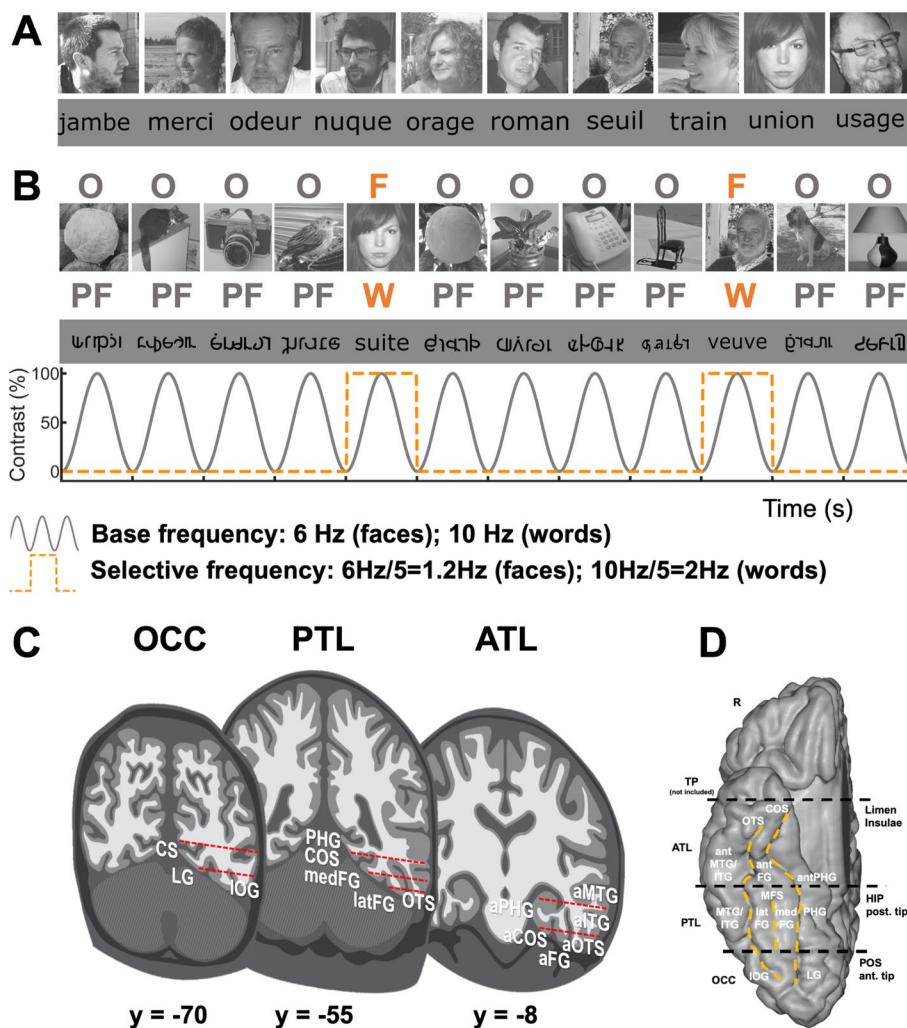 A
jambe merci odeur nuque orage roman seuil train union usage
B
O O O O F O O O O F O O
PF PF PF PF W PF PF PF PF W PF PF
suite veuve
100
50
0
Contrast (%)
Time (s)
Base frequency: 6 Hz (faces); 10 Hz (words)
Selective frequency: 6Hz/5=1.2Hz (faces); 10Hz/5=2Hz (words)
C
OCC PTL ATL
CS
LG
IOG
PHG
COS
medFG
latFG
OTS
aPHG
aCOS
aFG
aMTG
aITG
aOTS
y = -70 y = -55 y = -8
D
R
TP
(not included)
COS
OTS
Limen
Insulae
ATL
ant
MTG/
ITG
ant
FG
antPHG
MFS
HIP
post. tip
PTL
MTG/
ITG
lat
FG
med
FG
PHG
POS
ant. tip
OCC
IOG
LG